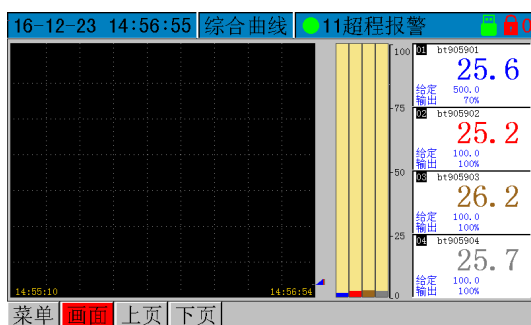 16-12-23 14:56:55 综合曲线 11超程报警 0
100
75
50
25
0
14:55:10 14:56:54
01 bt905901
25.6
给定 500.0
输出 70%
02 bt905902
25.2
给定 100.0
输出 100%
03 bt905903
26.2
给定 100.0
输出 100%
04 bt905904
25.7
给定 100.0
输出 100%
菜单 画面 上页 下页